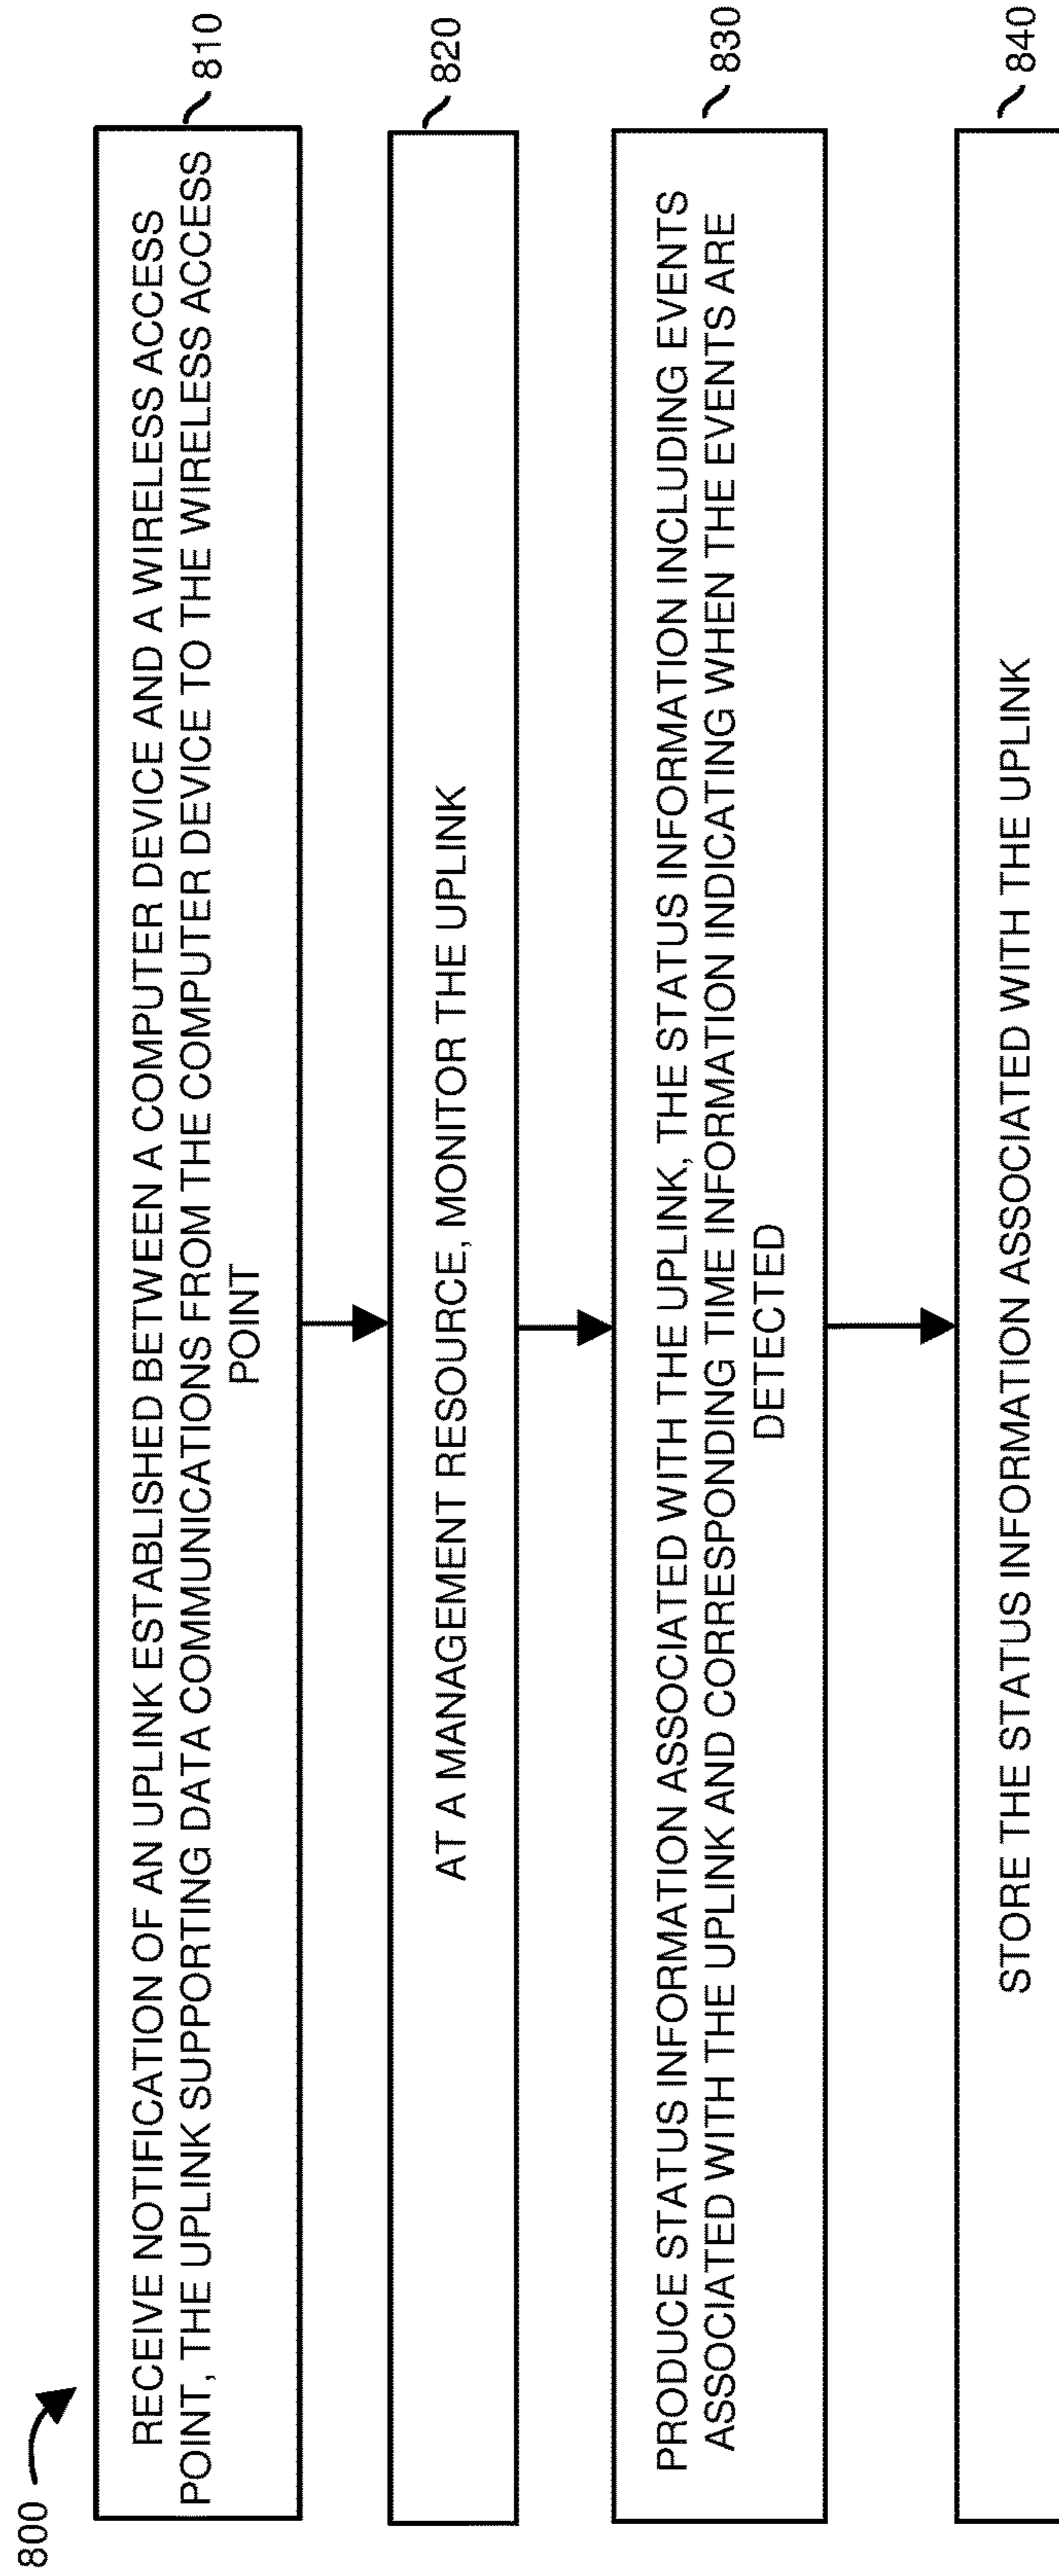 800
RECEIVE NOTIFICATION OF AN UPLINK ESTABLISHED BETWEEN A COMPUTER DEVICE AND A WIRELESS ACCESS
POINT, THE UPLINK SUPPORTING DATA COMMUNICATIONS FROM THE COMPUTER DEVICE TO THE WIRELESS ACCESS
POINT
810
AT A MANAGEMENT RESOURCE, MONITOR THE UPLINK
820
PRODUCE STATUS INFORMATION ASSOCIATED WITH THE UPLINK, THE STATUS INFORMATION INCLUDING EVENTS
ASSOCIATED WITH THE UPLINK AND CORRESPONDING TIME INFORMATION INDICATING WHEN THE EVENTS ARE
DETECTED
830
STORE THE STATUS INFORMATION ASSOCIATED WITH THE UPLINK
840